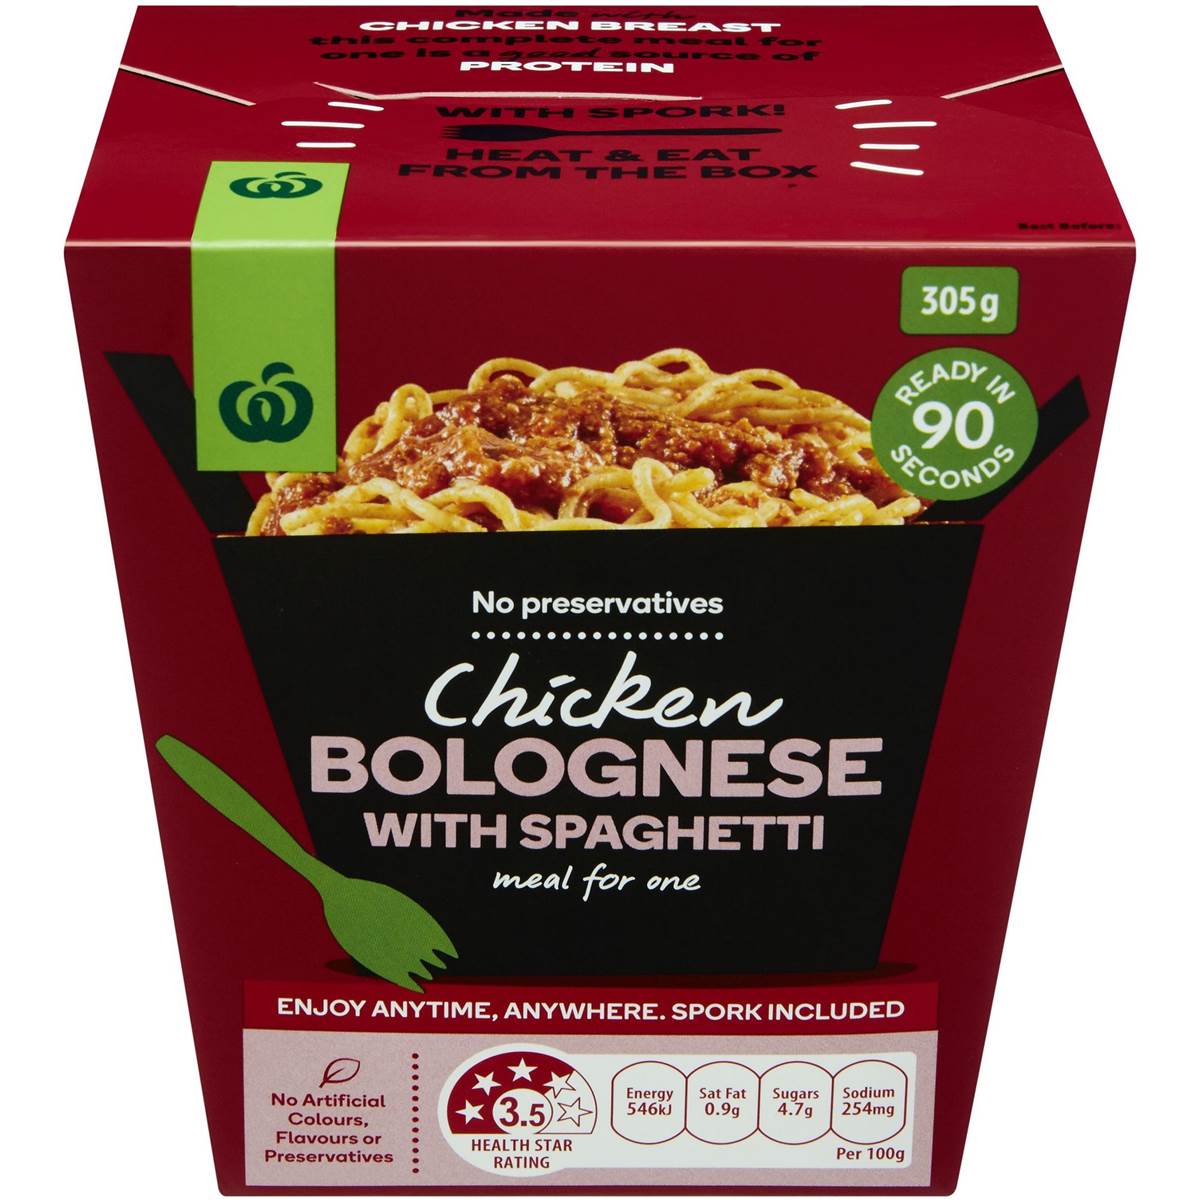 Made with
CHICKEN BREAST
this complete meal for
one is a good source of
PROTEIN
WITH SPORK!
HEAT & EAT
FROM THE BOX
Best Before:
305g
READY IN
90
SECONDS
No preservatives
Chicken
BOLOGNESE
WITH SPAGHETTI
meal for one
ENJOY ANYTIME, ANYWHERE. SPORK INCLUDED
No Artificial
Colours,
Flavours or
Preservatives
3.5
HEALTH STAR
RATING
Energy
546kJ
Sat Fat
0.9g
Sugars
4.7g
Sodium
254mg
Per 100g